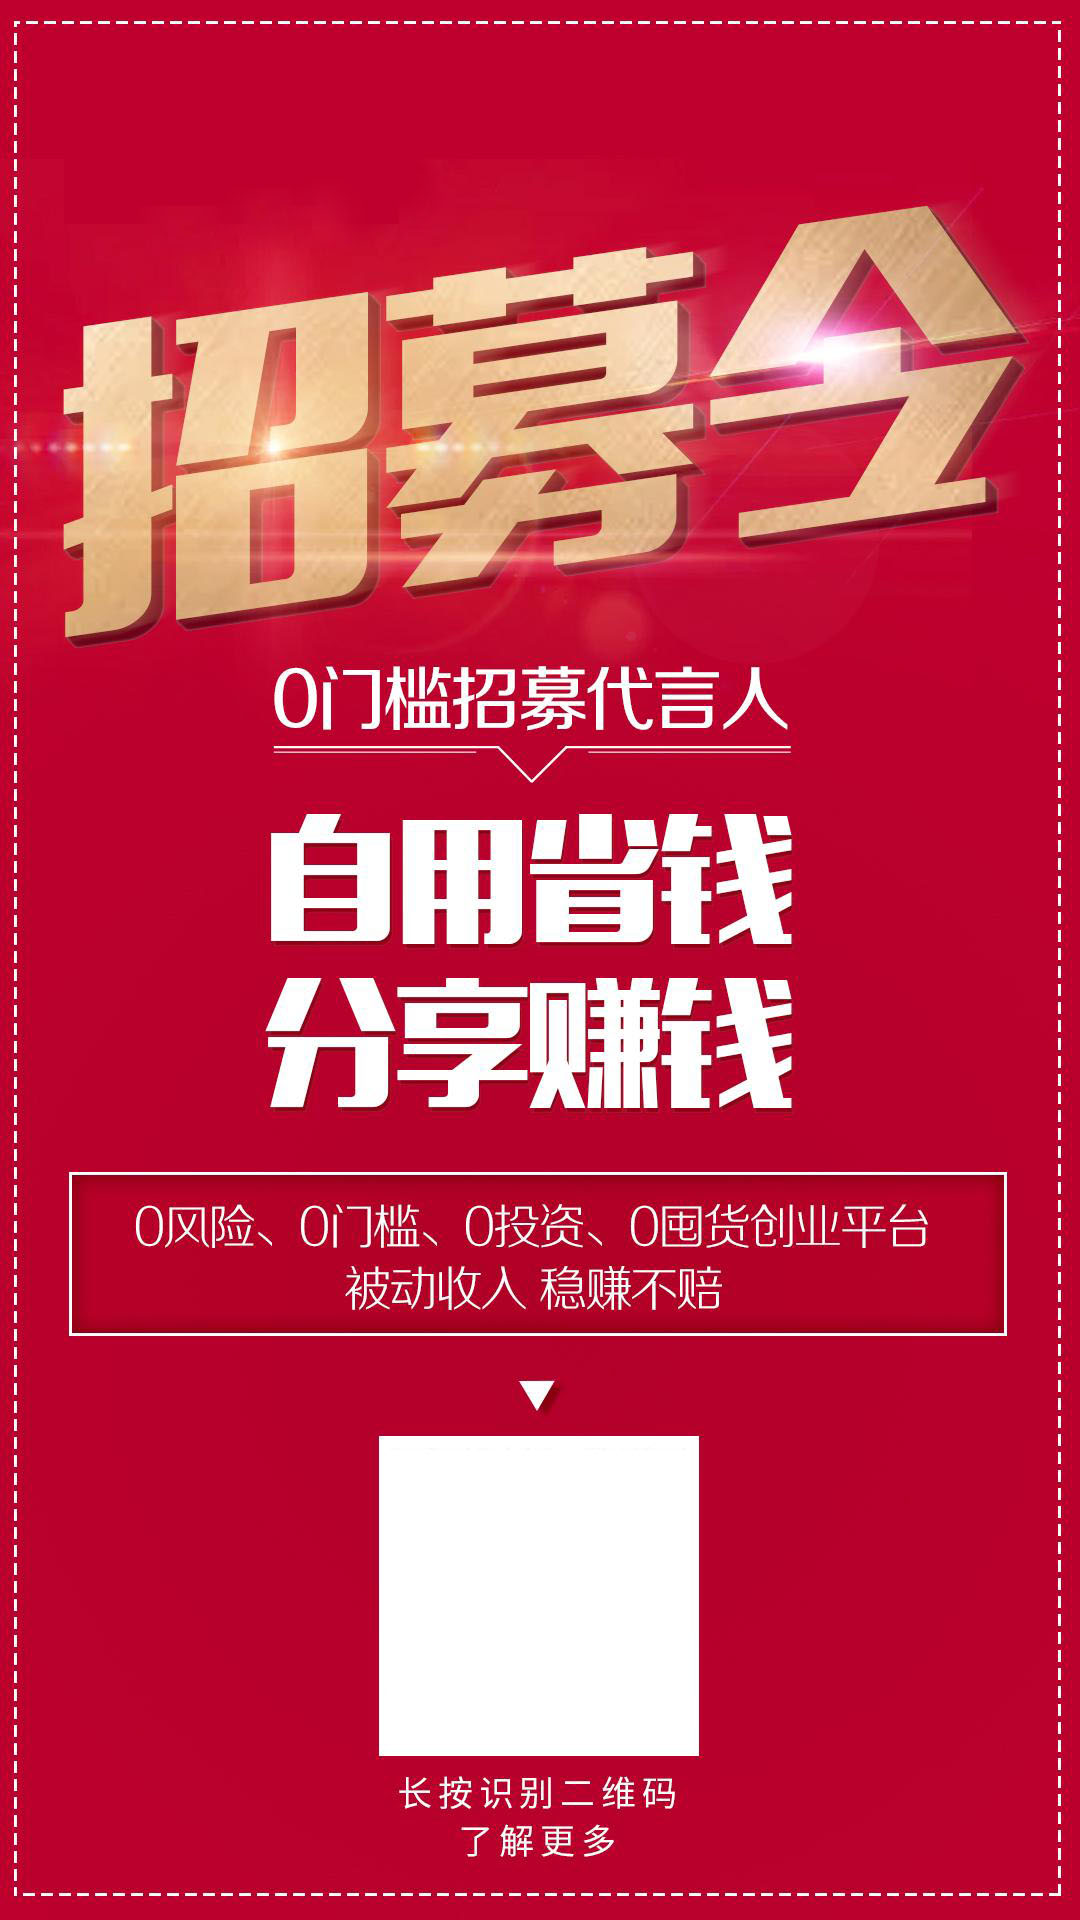 招募令
0门槛招募代言人
自用省钱
分享赚钱
0风险、0门槛、0投资、0囤货创业平台
被动收入 稳赚不赔
长按识别二维码
了解更多